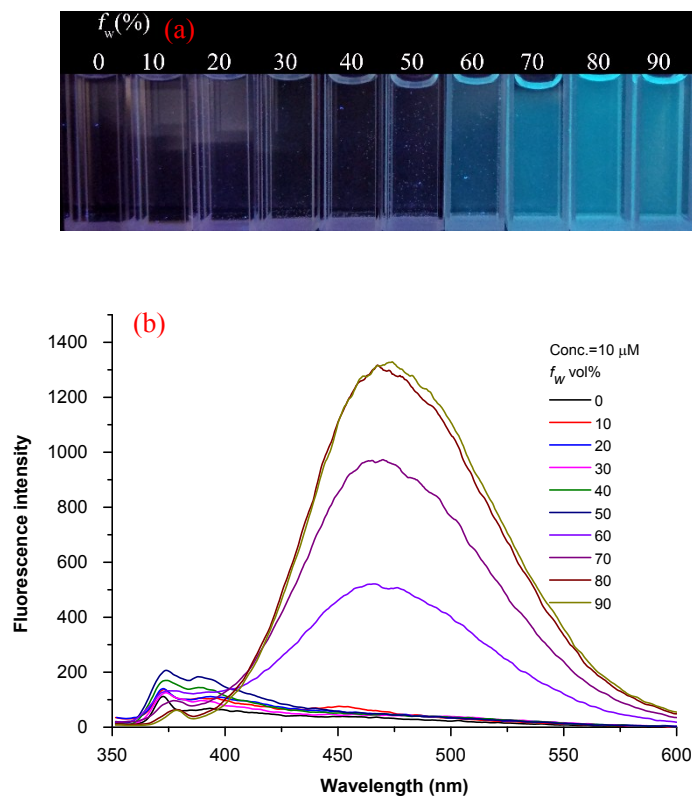 fw(%) (a)
0 10 20 30 40 50 60 70 80 90
(b)
1400
1200
1000
800
600
400
200
0
350 400 450 500 550 600
Fluorescence intensity
Wavelength (nm)
Conc.=10 μM
fW vol%
0
10
20
30
40
50
60
70
80
90